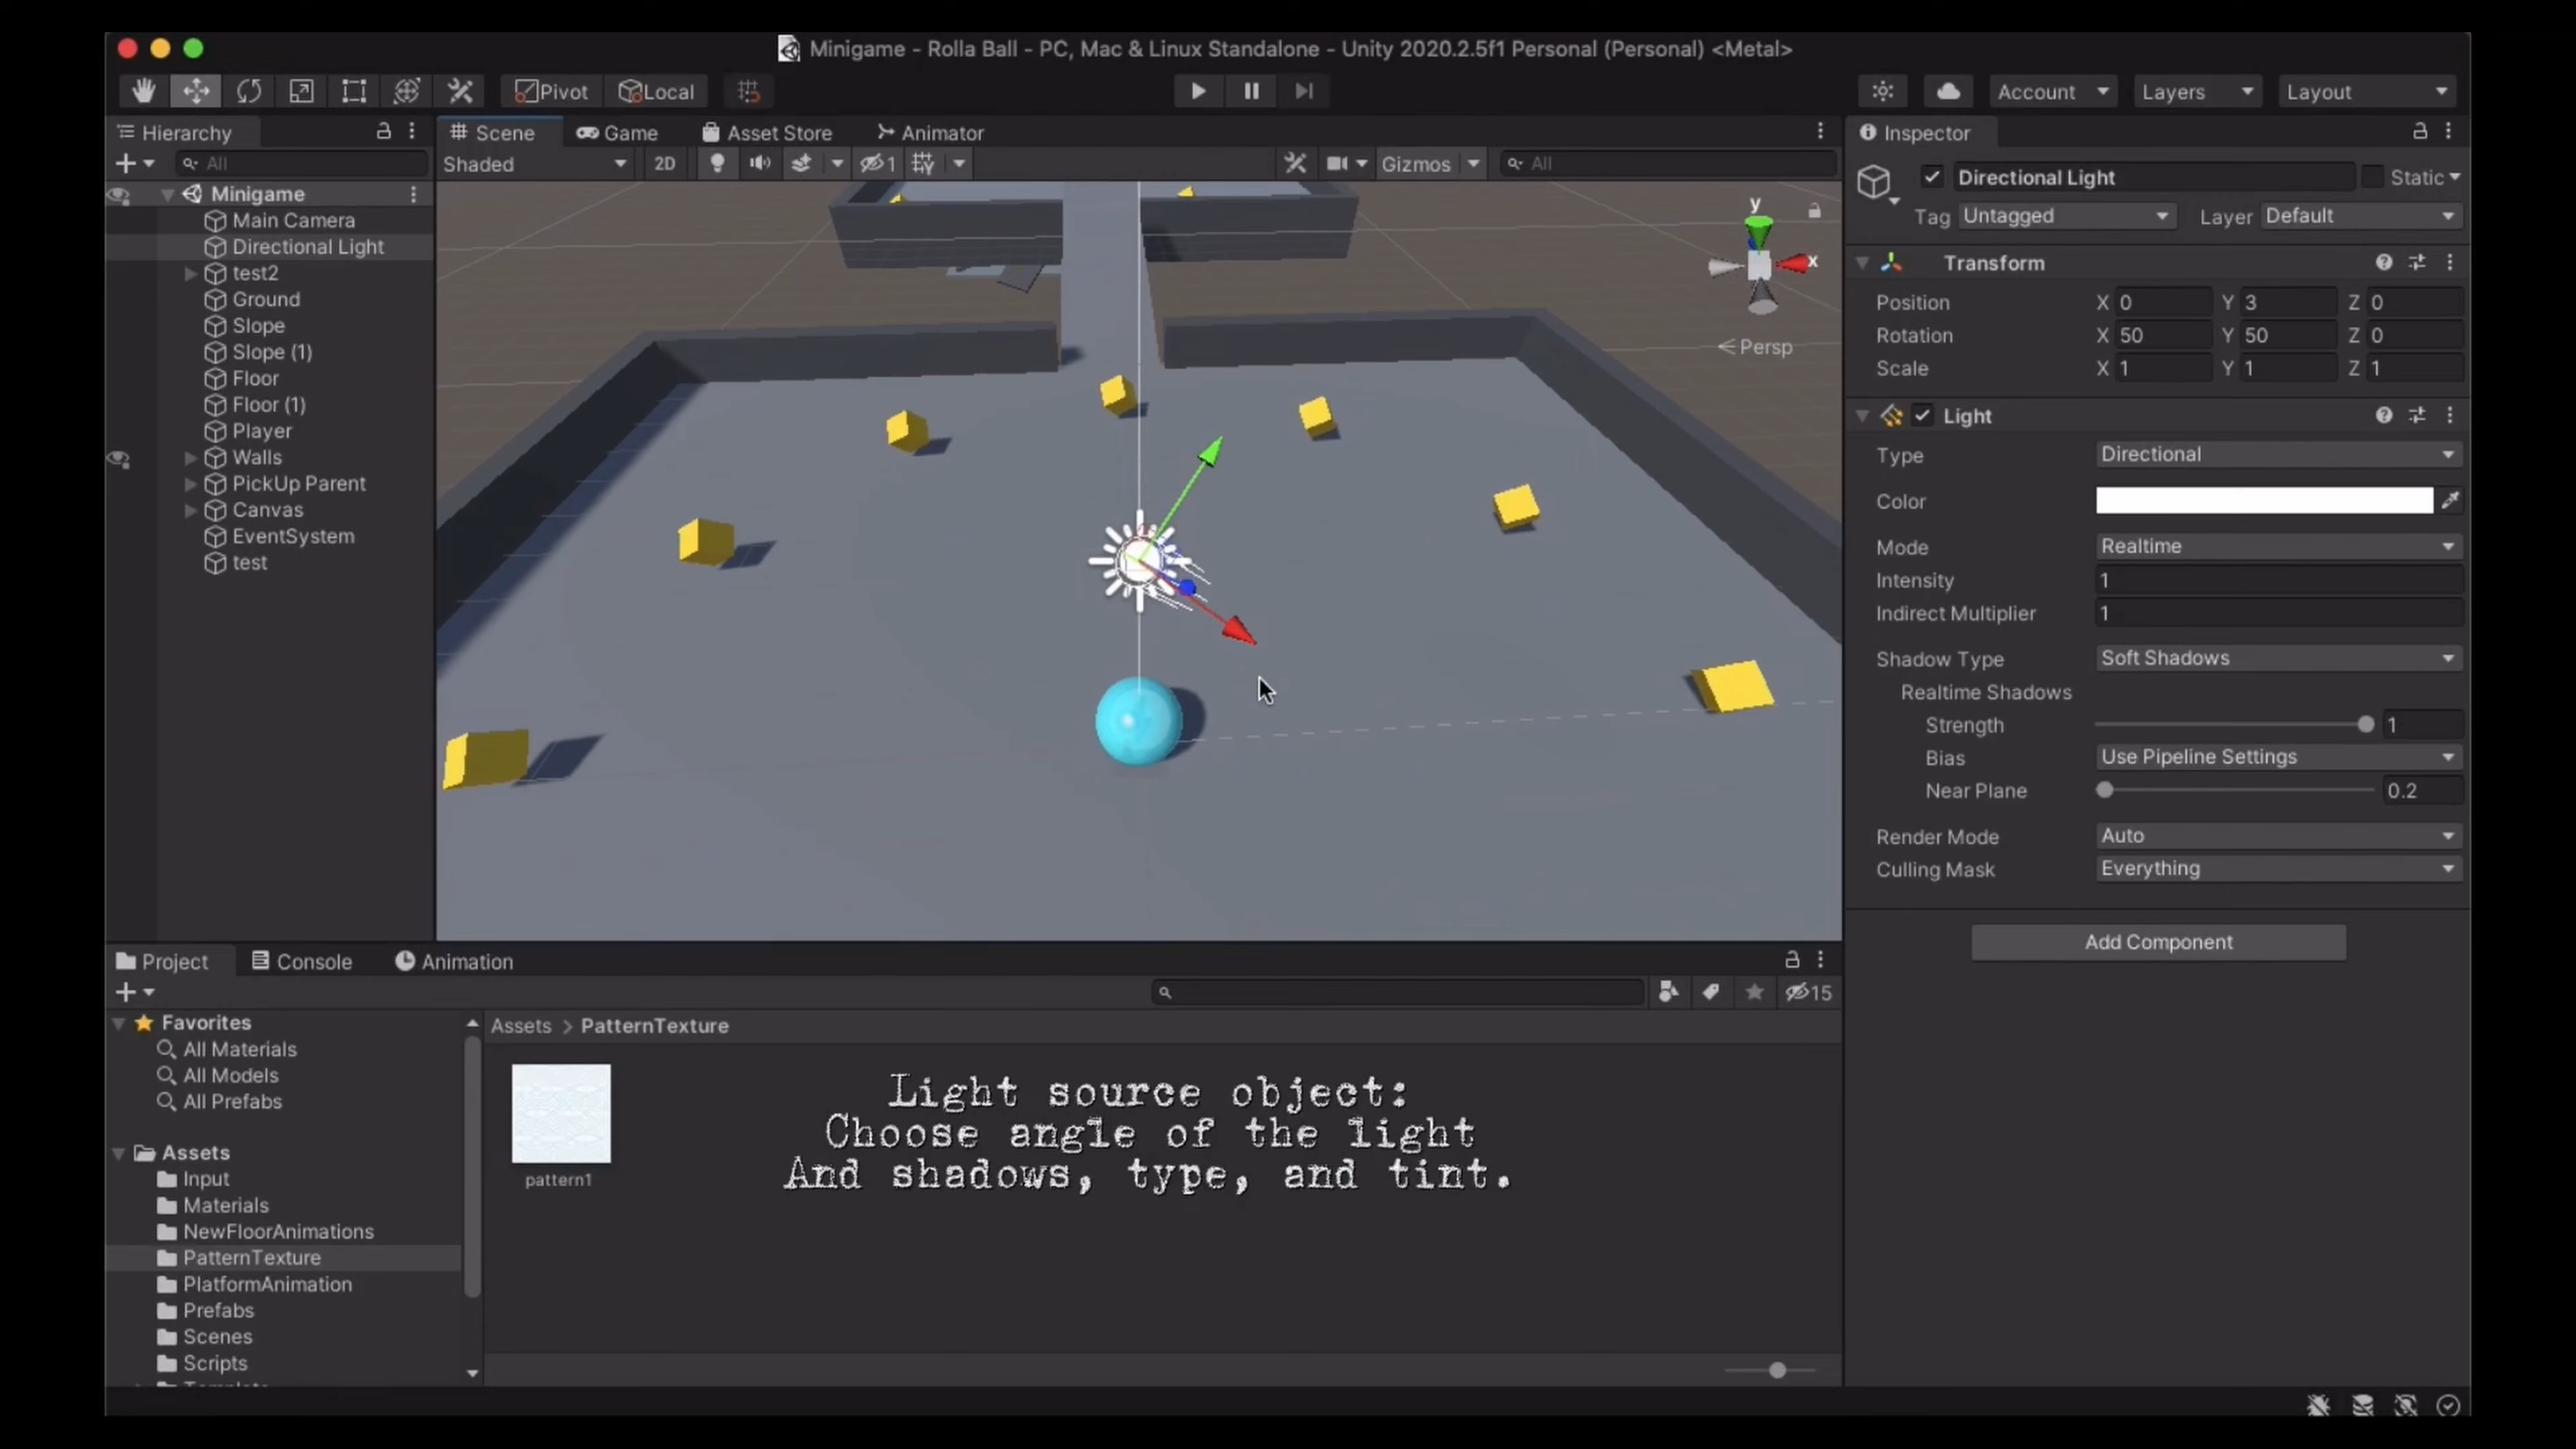 Minigame - Rolla Ball - PC, Mac & Linux Standalone - Unity 2020.2.5f1 Personal (Personal) <Metal>
Pivot Local Account Layers Layout
Hierarchy
All
Minigame
Main Camera
Directional Light
test2
Ground
Slope
Slope (1)
Floor
Floor (1)
Player
Walls
PickUp Parent
Canvas
EventSystem
test
Scene Game Asset Store Animator
Shaded 2D 1 Gizmos All
y
x
Persp
Inspector
Directional Light Static
Tag Untagged Layer Default
Transform
Position X 0 Y 3 Z 0
Rotation X 50 Y 50 Z 0
Scale X 1 Y 1 Z 1
Light
Type Directional
Color
Mode Realtime
Intensity 1
Indirect Multiplier 1
Shadow Type Soft Shadows
Realtime Shadows
Strength 1
Bias Use Pipeline Settings
Near Plane 0.2
Render Mode Auto
Culling Mask Everything
Add Component
Project Console Animation
15
Favorites
All Materials
All Models
All Prefabs
Assets
Input
Materials
NewFloorAnimations
PatternTexture
PlatformAnimation
Prefabs
Scenes
Scripts
Assets > PatternTexture
pattern1
Light source object:
Choose angle of the light
And shadows, type, and tint.